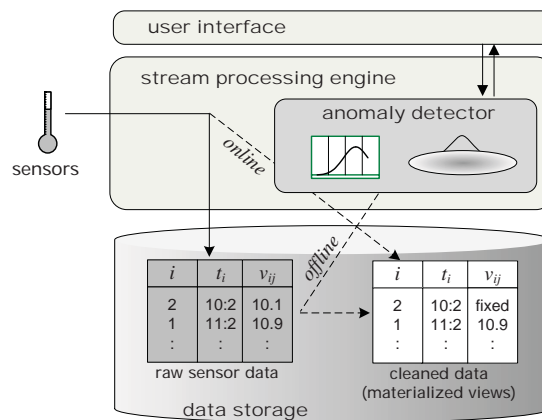 user interface
stream processing engine
anomaly detector
sensors
online
offline
i t_i v_ij
2 10:2 10.1
1 11:2 10.9
: : :
raw sensor data
i t_i v_ij
2 10:2 fixed
1 11:2 10.9
: : :
cleaned data
(materialized views)
data storage